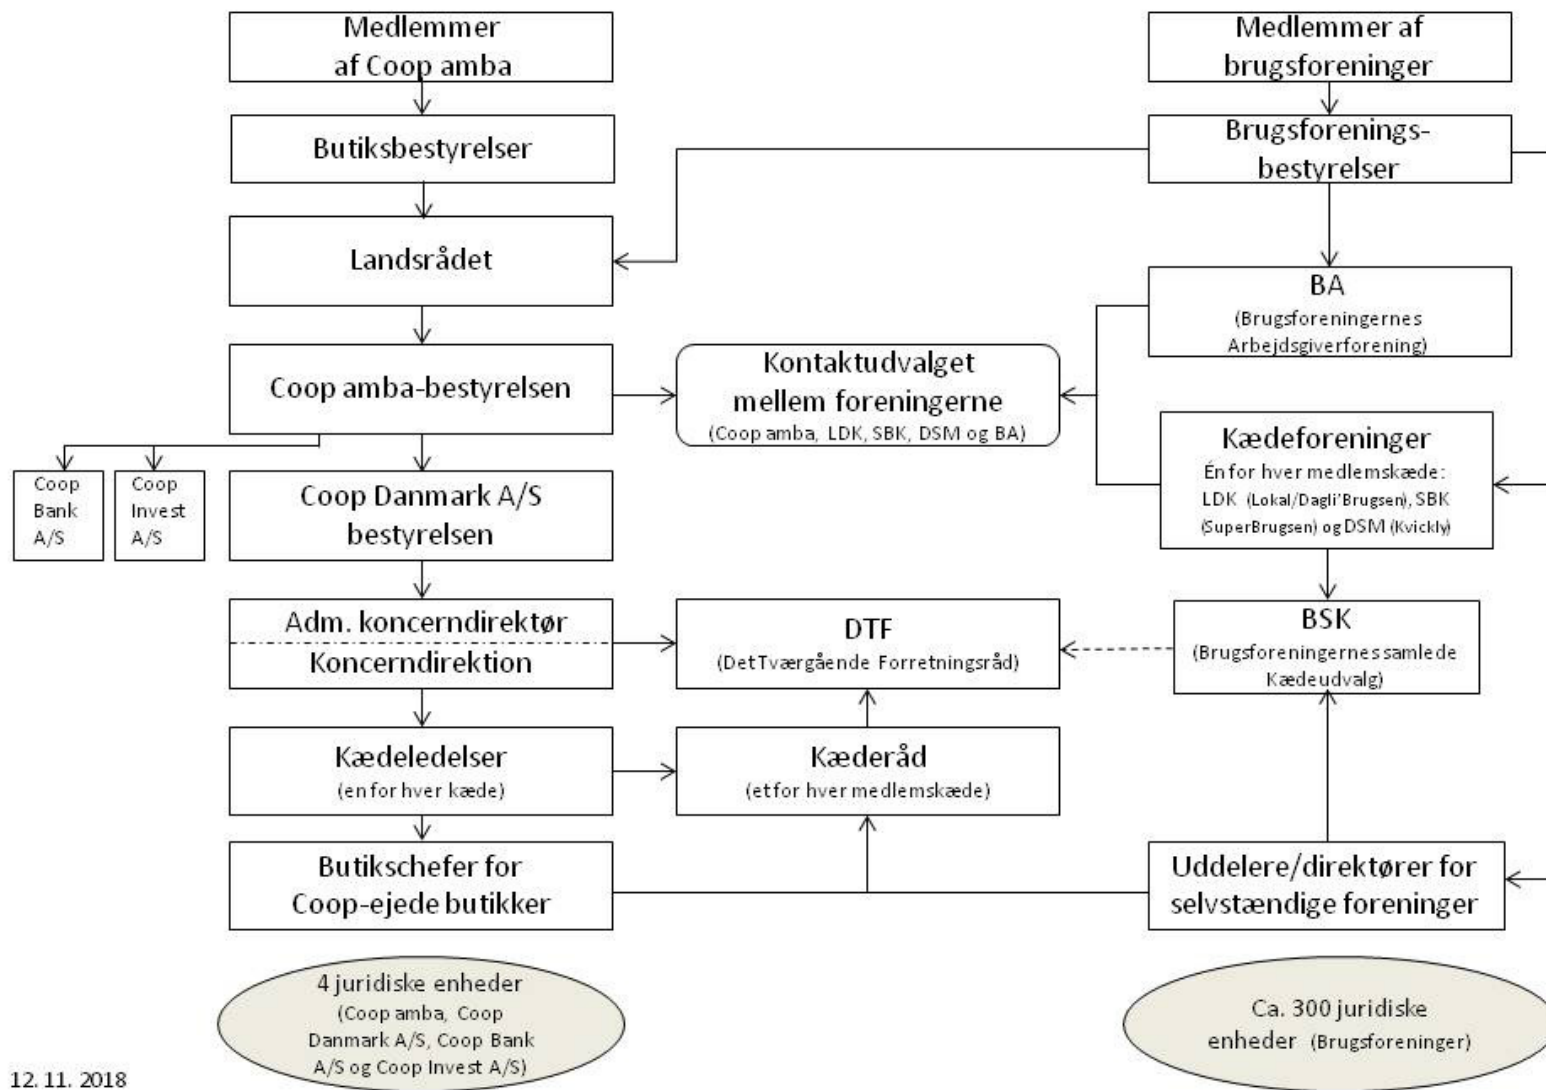 Medlemmer
af Coop amba
Medlemmer af
brugsforeninger
Butiksbestyrelser
Brugsforenings-
bestyrelser
Landsrådet
BA
(Brugsforeningernes
Arbejdsgiverforening)
Coop amba-bestyrelsen
Kontaktudvalget
mellem foreningerne
(Coop amba, LDK, SBK, DSM og BA)
Kædeforeninger
Én for hver medlemskæde:
LDK (Lokal/Dagli'Brugsen), SBK
(SuperBrugsen) og DSM (Kvickly)
Coop
Bank
A/S
Coop
Invest
A/S
Coop Danmark A/S
bestyrelsen
Adm. koncerndirektør
Koncerndirektion
DTF
(Det Tværgående Forretningsråd)
BSK
(Brugsforeningernes samlede
Kædeudvalg)
Kædeledelser
(en for hver kæde)
Kæderåd
(et for hver medlemskæde)
Butikschefer for
Coop-ejede butikker
Uddelere/direktører for
selvstændige foreninger
4 juridiske enheder
(Coop amba, Coop
Danmark A/S, Coop Bank
A/S og Coop Invest A/S)
Ca. 300 juridiske
enheder (Brugsforeninger)
12. 11. 2018